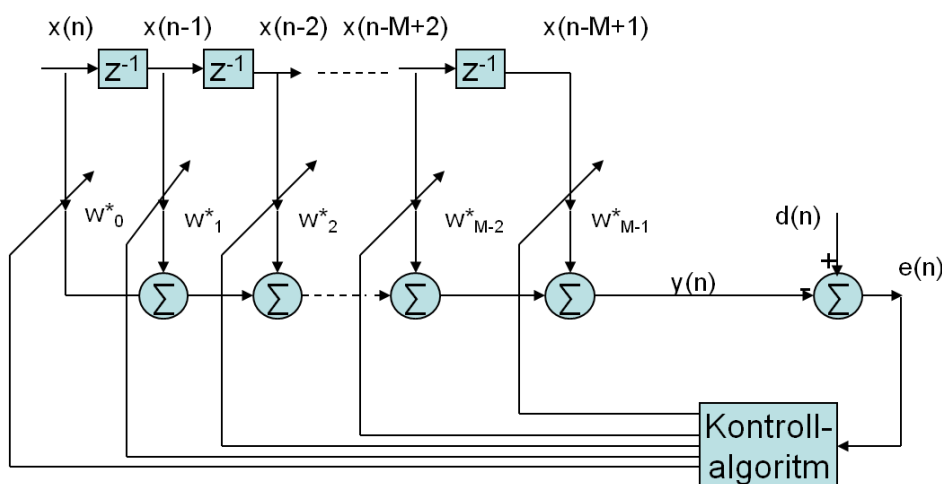 x(n) x(n-1) x(n-2) x(n-M+2) x(n-M+1)
z⁻¹ z⁻¹ z⁻¹
w*₀ w*₁ w*₂ w*M-2 w*M-1
d(n)
+
e(n)
Σ Σ Σ Σ y(n) - Σ
Kontroll-
algoritm